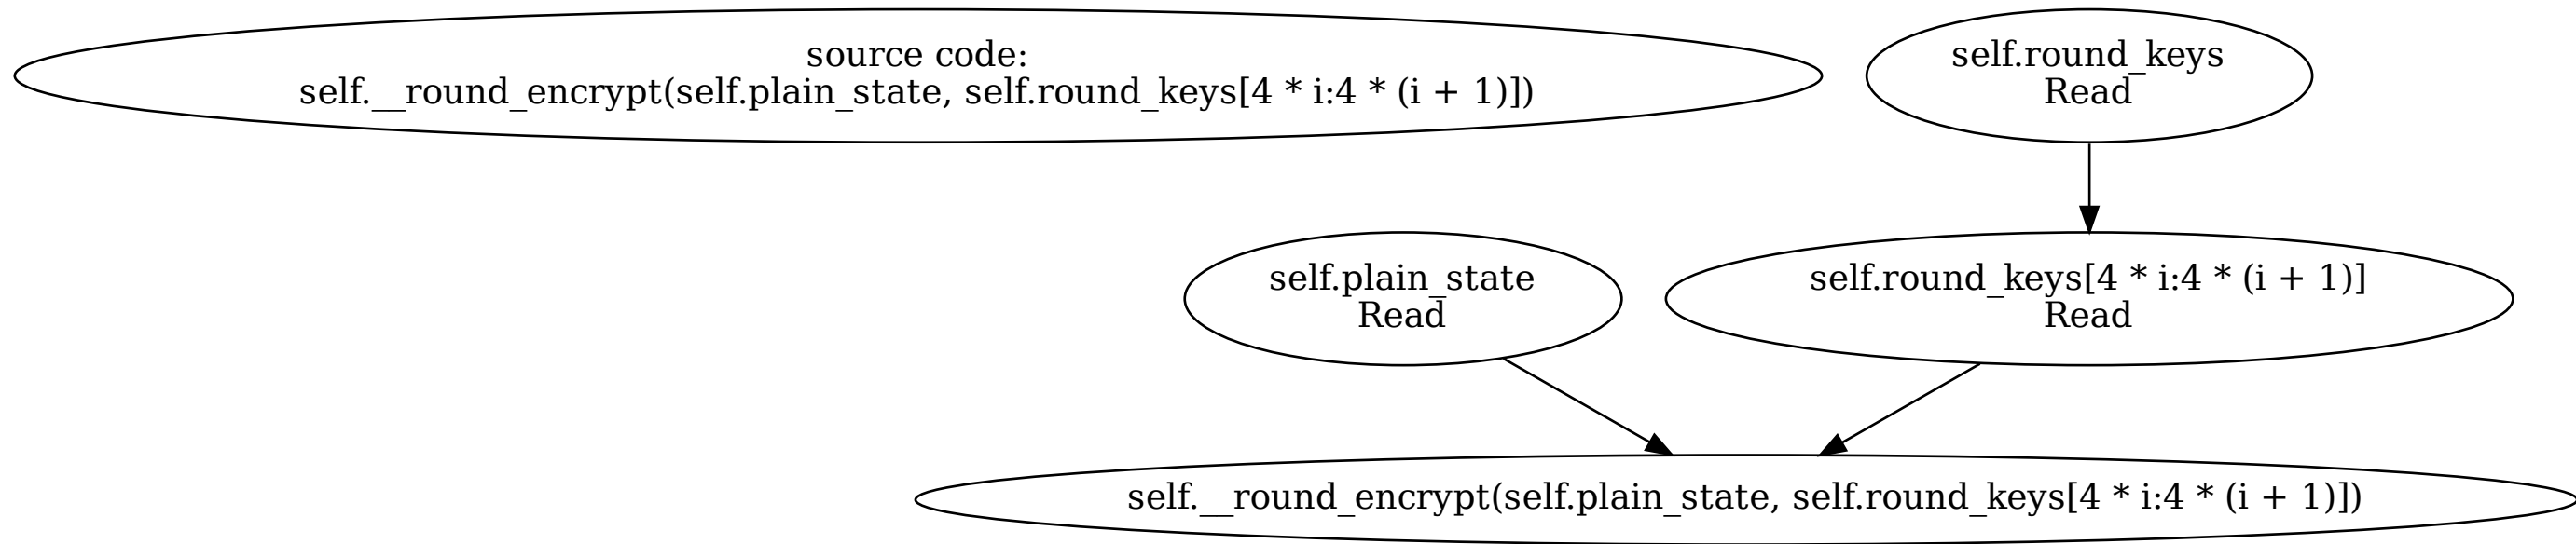 source code:
self.__round_encrypt(self.plain_state, self.round_keys[4 * i:4 * (i + 1)])
self.round_keys
Read
self.plain_state
Read
self.round_keys[4 * i:4 * (i + 1)]
Read
self.__round_encrypt(self.plain_state, self.round_keys[4 * i:4 * (i + 1)])